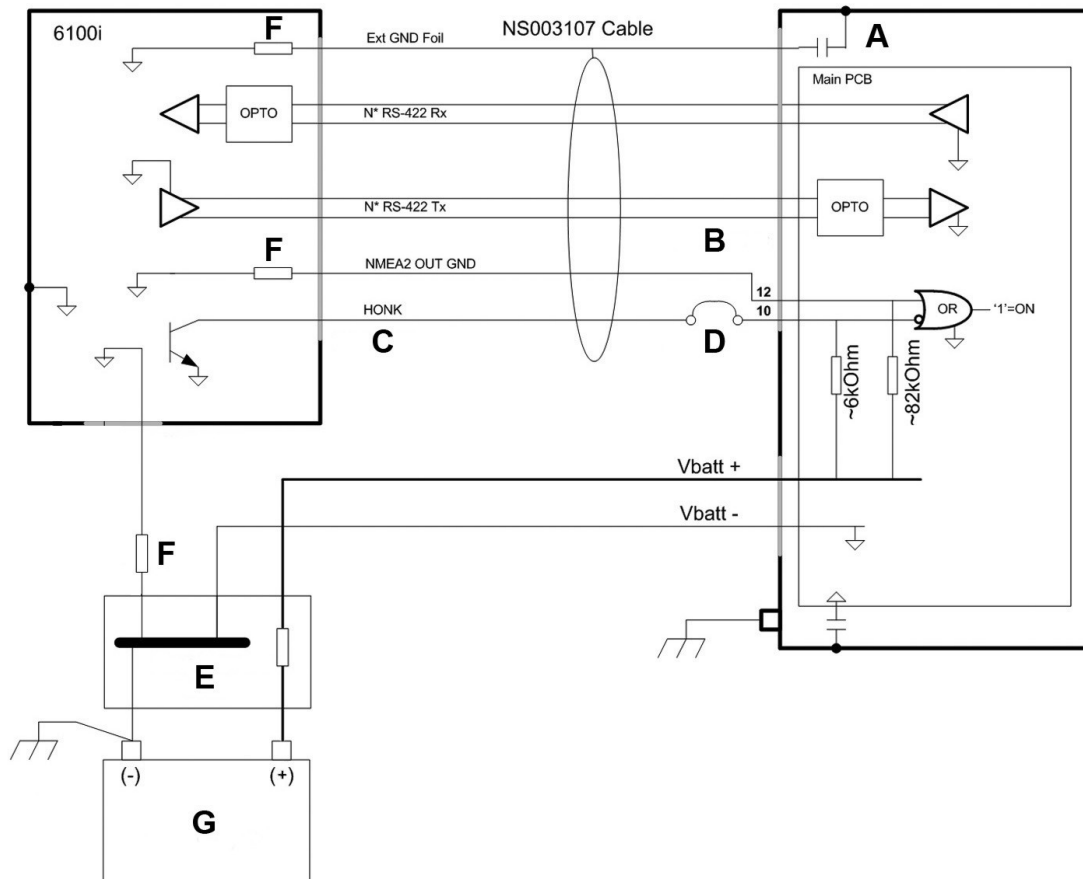 6100i
F
Ext GND Foil
NS003107 Cable
A
Main PCB
OPTO
N* RS-422 Rx
N* RS-422 Tx
OPTO
F
NMEA2 OUT GND
B
12
HONK
10
C
D
OR
'1'=ON
~6kOhm
~82kOhm
Vbatt +
Vbatt -
F
E
(-)
(+)
G